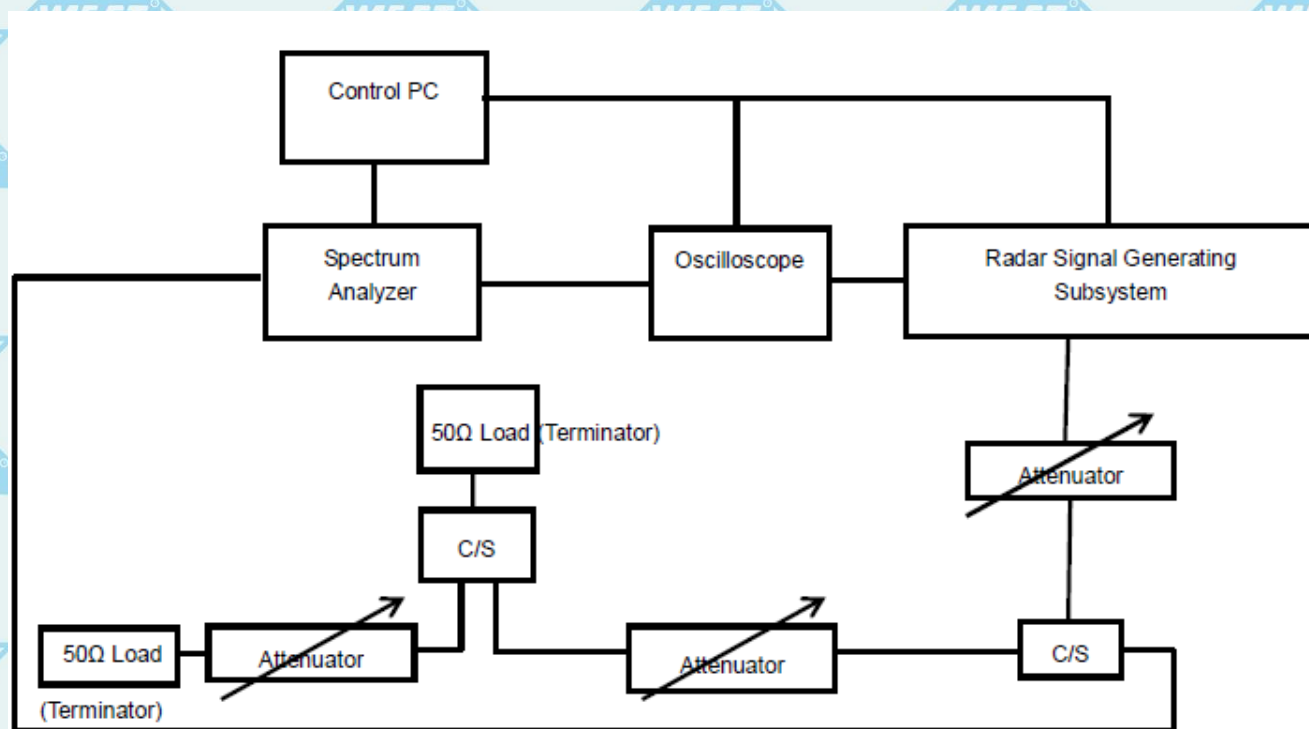 Control PC
Spectrum
Analyzer
Oscilloscope
Radar Signal Generating
Subsystem
50Ω Load (Terminator)
Attenuator
C/S
50Ω Load
(Terminator)
Attenuator
Attenuator
C/S